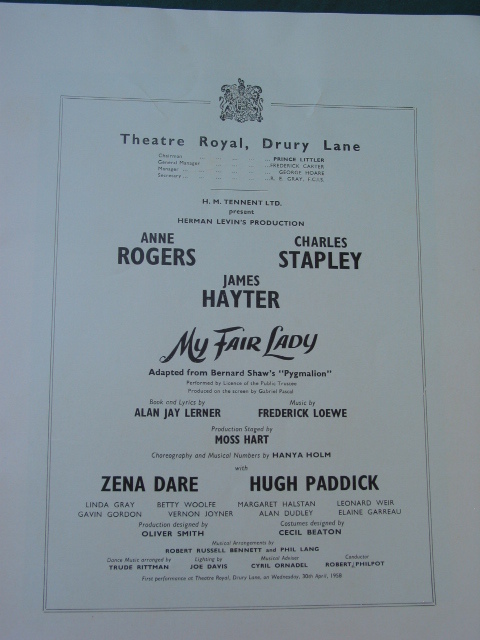 Theatre Royal, Drury Lane
Chairman ... ... ... ... ... PRINCE LITTLER
General Manager ... ... ... ... FREDERICK CARTER
Manager ... ... ... ... ... GEORGE HOARE
Secretary ... ... ... ... ... R. E. GRAY, F.C.I.S.
H. M. TENNENT LTD.
present
HERMAN LEVIN'S PRODUCTION
ANNE CHARLES
ROGERS STAPLEY
JAMES
HAYTER
My FAIR LADY
Adapted from Bernard Shaw's "Pygmalion"
Performed by Licence of the Public Trustee
Produced on the screen by Gabriel Pascal
Book and Lyrics by Music by
ALAN JAY LERNER FREDERICK LOEWE
Production Staged by
MOSS HART
Choreography and Musical Numbers by HANYA HOLM
with
ZENA DARE HUGH PADDICK
LINDA GRAY BETTY WOOLFE MARGARET HALSTAN LEONARD WEIR
GAVIN GORDON VERNON JOYNER ALAN DUDLEY ELAINE GARREAU
Production designed by Costumes designed by
OLIVER SMITH CECIL BEATON
Musical Arrangements by
ROBERT RUSSELL BENNETT and PHIL LANG
Dance Music arranged by Lighting by Musical Adviser Conductor
TRUDE RITTMAN JOE DAVIS CYRIL ORNADEL ROBERT PHILPOT
First performance at Theatre Royal, Drury Lane, on Wednesday, 30th April, 1958